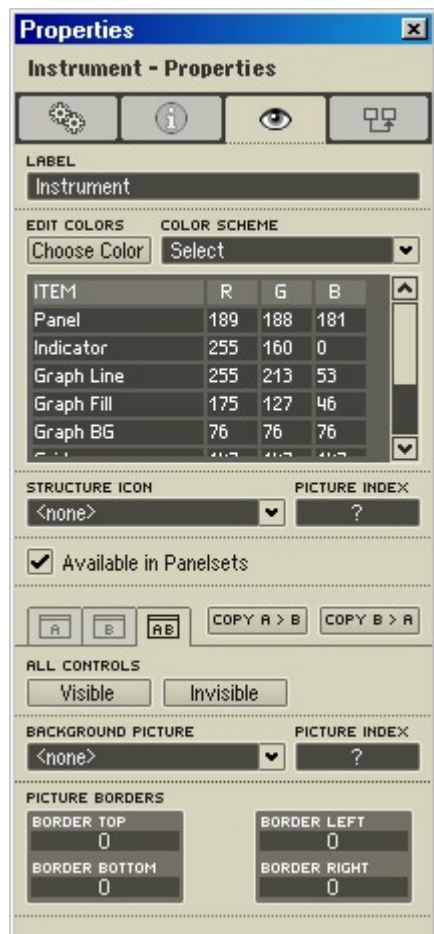 Properties
Instrument - Properties
LABEL
Instrument
EDIT COLORS COLOR SCHEME
Choose Color Select
ITEM R G B
Panel 189 188 181
Indicator 255 160 0
Graph Line 255 213 53
Graph Fill 175 127 46
Graph BG 76 76 76
STRUCTURE ICON PICTURE INDEX
<none> ?
Available in Panelsets
A B AB COPY A > B COPY B > A
ALL CONTROLS
Visible Invisible
BACKGROUND PICTURE PICTURE INDEX
<none> ?
PICTURE BORDERS
BORDER TOP BORDER LEFT
0 0
BORDER BOTTOM BORDER RIGHT
0 0